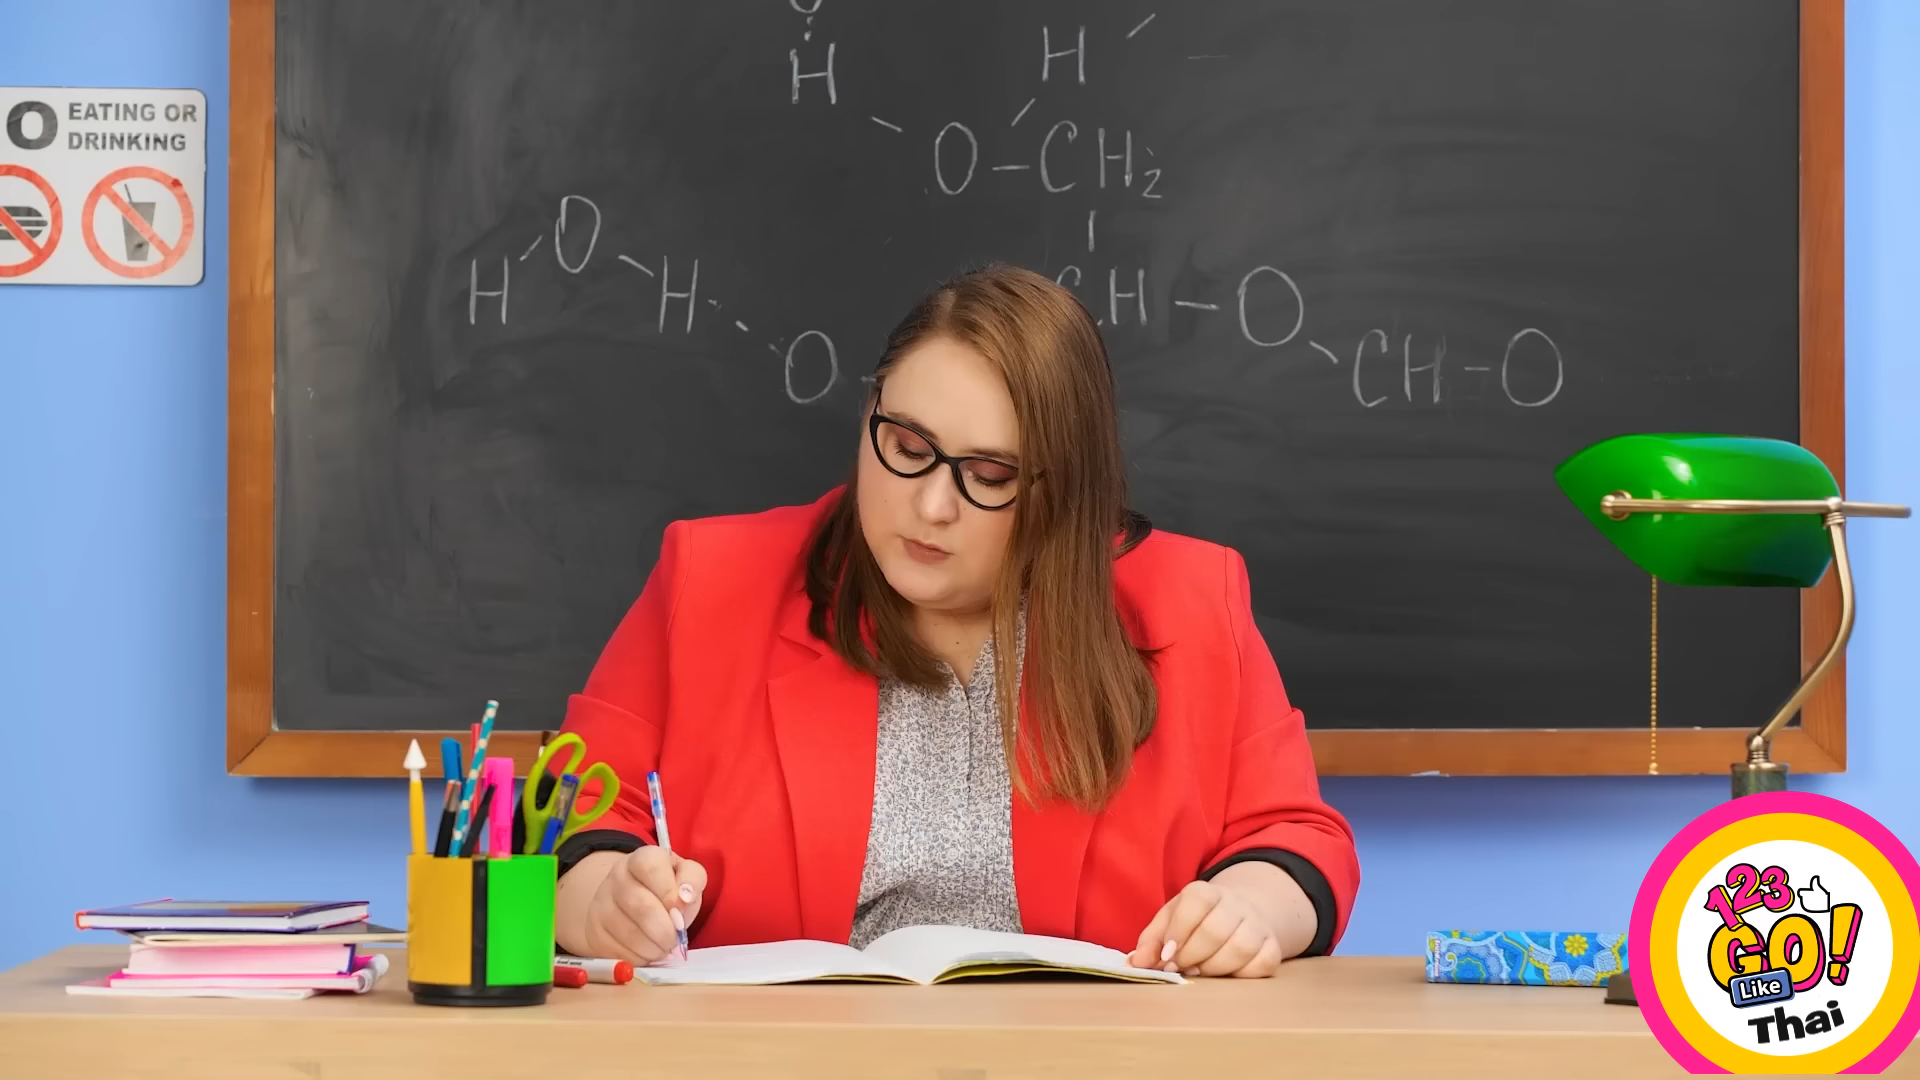 O EATING OR
DRINKING
H
H
O–CH₂
H O H
O
CH–O
CH–O
123
GO!
Like
Thai